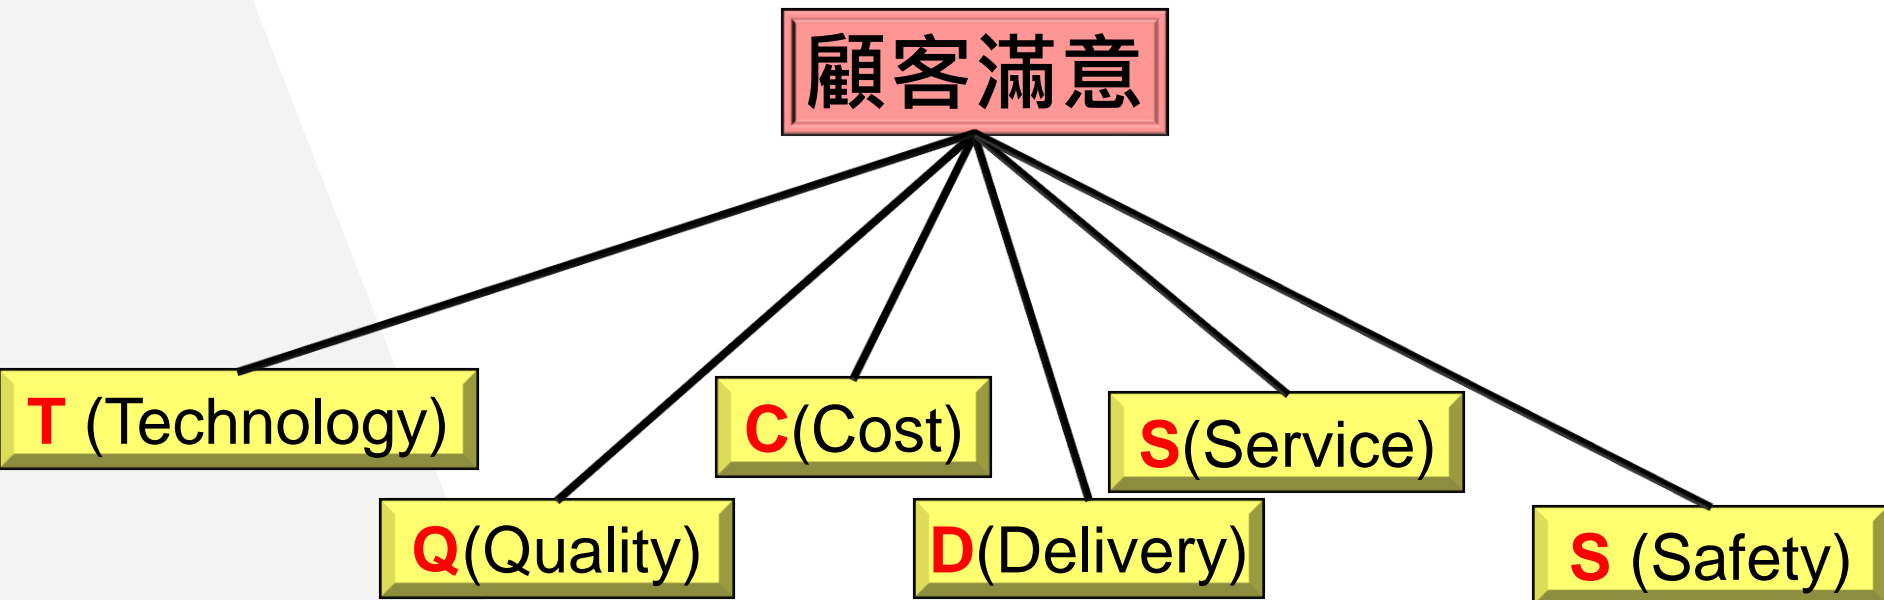 顧客滿意
T (Technology)
Q(Quality)
C(Cost)
D(Delivery)
S(Service)
S (Safety)